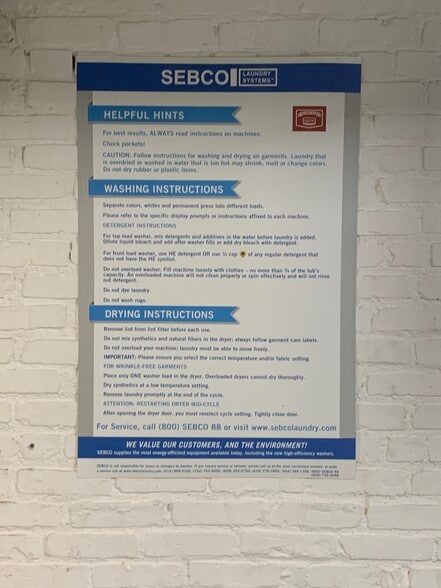 SEBCO LAUNDRY SYSTEMS
HELPFUL HINTS
For best results, ALWAYS read instructions on machines.
Check pockets!
CAUTION: Follow instructions for washing and drying on garments. Laundry that
is overdried or washed in water that is too hot may shrink, melt or change colors.
Do not dry rubber or plastic items.
WASHING INSTRUCTIONS
Separate colors, whites and permanent press into different loads.
Please refer to the specific display prompts or instructions affixed to each machine.
DETERGENT INSTRUCTIONS
For top load washer, mix detergents and additives in the water before laundry is added.
Dilute liquid bleach and add after washer fills or add dry bleach with detergent.
For front load washer, use HE detergent OR use ¼ cap of any regular detergent that
does not have the HE symbol.
Do not overload washer: Fill machine loosely with clothes – no more than ¾ of the tub's
capacity. An overloaded machine will not clean properly or spin effectively and will not rinse
out detergent.
Do not dye laundry.
Do not wash rugs.
DRYING INSTRUCTIONS
Remove lint from lint filter before each use.
Do not mix synthetics and natural fibers in the dryer; always follow garment care labels.
Do not overload your machine; laundry must be able to move freely.
IMPORTANT: Please ensure you select the correct temperature and/or fabric setting.
FOR WRINKLE-FREE GARMENTS
Place only ONE washer load in the dryer. Overloaded dryers cannot dry thoroughly.
Dry synthetics at a low temperature setting.
Remove laundry promptly at the end of the cycle.
ATTENTION: RESTARTING DRYER MID-CYCLE
After opening the dryer door, you must reselect cycle setting. Tightly close door.
For Service, call (800) SEBCO 88 or visit www.sebcolaundry.com
WE VALUE OUR CUSTOMERS, AND THE ENVIRONMENT!
SEBCO supplies the most energy-efficient equipment available today, including the new high-efficiency washers.